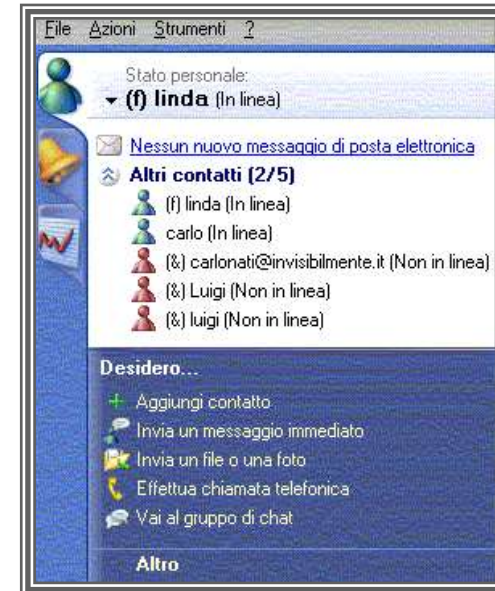 File Azioni Strumenti ?
Stato personale:
(f) linda (In linea)
Nessun nuovo messaggio di posta elettronica
Altri contatti (2/5)
(f) linda (In linea)
carlo (In linea)
(&) carlonati@invisibilmente.it (Non in linea)
(&) Luigi (Non in linea)
(&) luigi (Non in linea)
Desidero...
Aggiungi contatto
Invia un messaggio immediato
Invia un file o una foto
Effettua chiamata telefonica
Vai al gruppo di chat
Altro